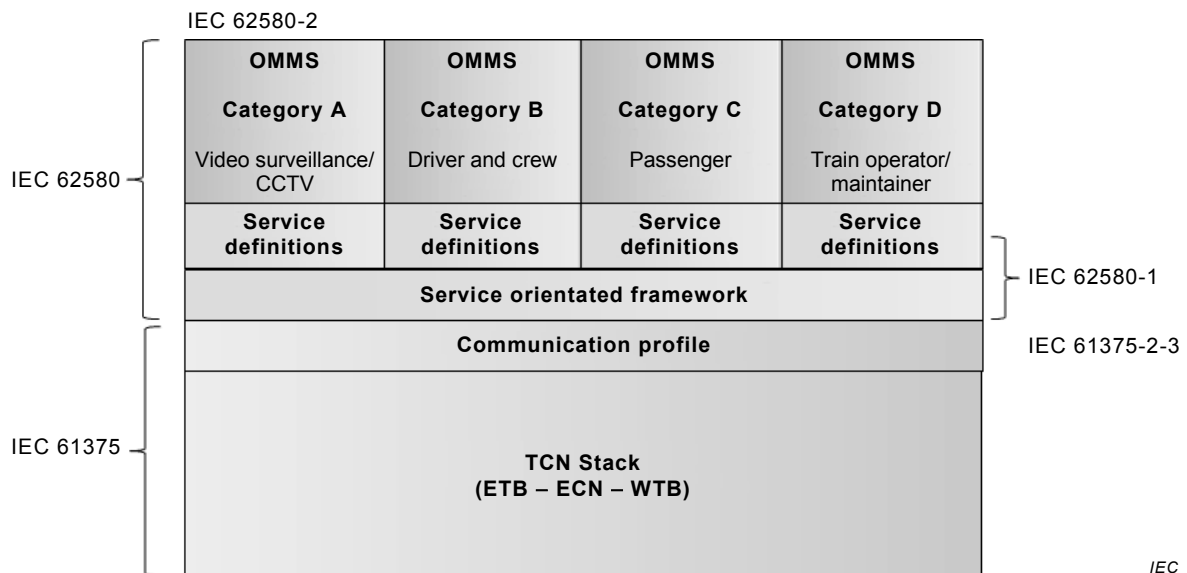 IEC 62580-2
OMMS
Category A
Video surveillance/
CCTV
OMMS
Category B
Driver and crew
OMMS
Category C
Passenger
OMMS
Category D
Train operator/
maintainer
IEC 62580
Service
definitions
Service
definitions
Service
definitions
Service
definitions
IEC 62580-1
Service orientated framework
Communication profile
IEC 61375-2-3
IEC 61375
TCN Stack
(ETB – ECN – WTB)
IEC